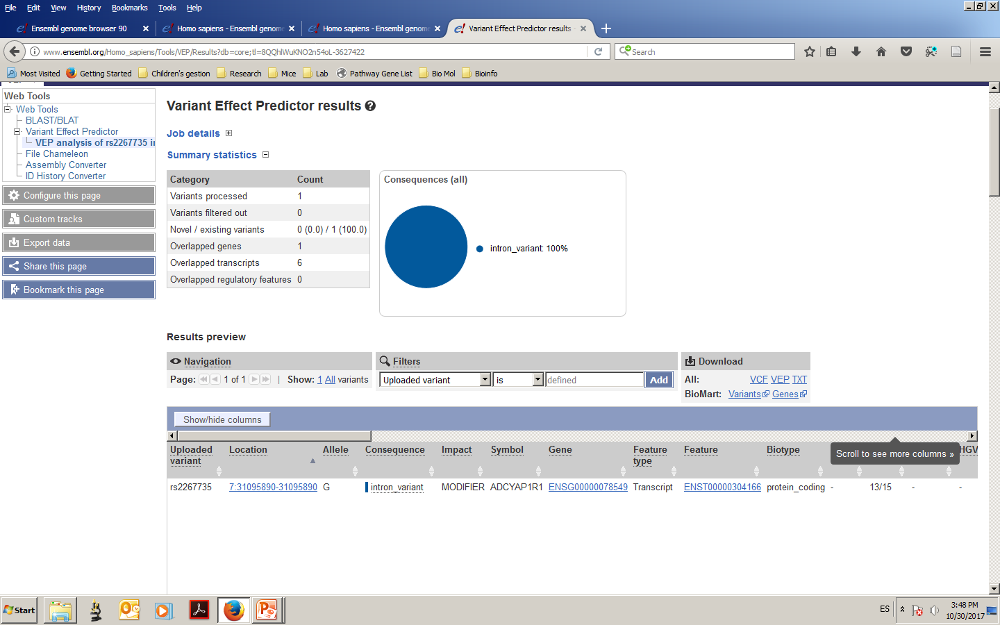 File Edit View History Bookmarks Tools Help
e! Ensembl genome browser 90 × e! Homo sapiens - Ensembl genome × e! Homo sapiens - Ensembl genome × e! Variant Effect Predictor results - ×
www.ensembl.org/Homo_sapiens/Tools/VEP/Results?db=core;tl=8QQhlWuKNO2n54oL-3627422 Search
Most Visited Getting Started Children's gestion Research Mice Lab Pathway Gene List Bio Mol Bioinfo
Web Tools
Web Tools
BLAST/BLAT
Variant Effect Predictor
VEP analysis of rs2267735 in
File Chameleon
Assembly Converter
ID History Converter
Configure this page
Custom tracks
Export data
Share this page
Bookmark this page
Variant Effect Predictor results ?
Job details
Summary statistics
Category Count
Variants processed 1
Variants filtered out 0
Novel / existing variants 0 (0.0) / 1 (100.0)
Overlapped genes 1
Overlapped transcripts 6
Overlapped regulatory features 0
Consequences (all)
intron_variant: 100%
Results preview
Navigation
Page: 1 of 1 | Show: 1 All variants
Filters
Uploaded variant is defined Add
Download
All: VCF VEP TXT
BioMart: Variants Genes
Show/hide columns
Uploaded variant Location Allele Consequence Impact Symbol Gene Feature type Feature Biotype HGV
Scroll to see more columns »
rs2267735 7:31095890-31095890 G intron_variant MODIFIER ADCYAP1R1 ENSG00000078549 Transcript ENST00000304166 protein_coding - 13/15 - -
Start ES 3:48 PM
10/30/2017